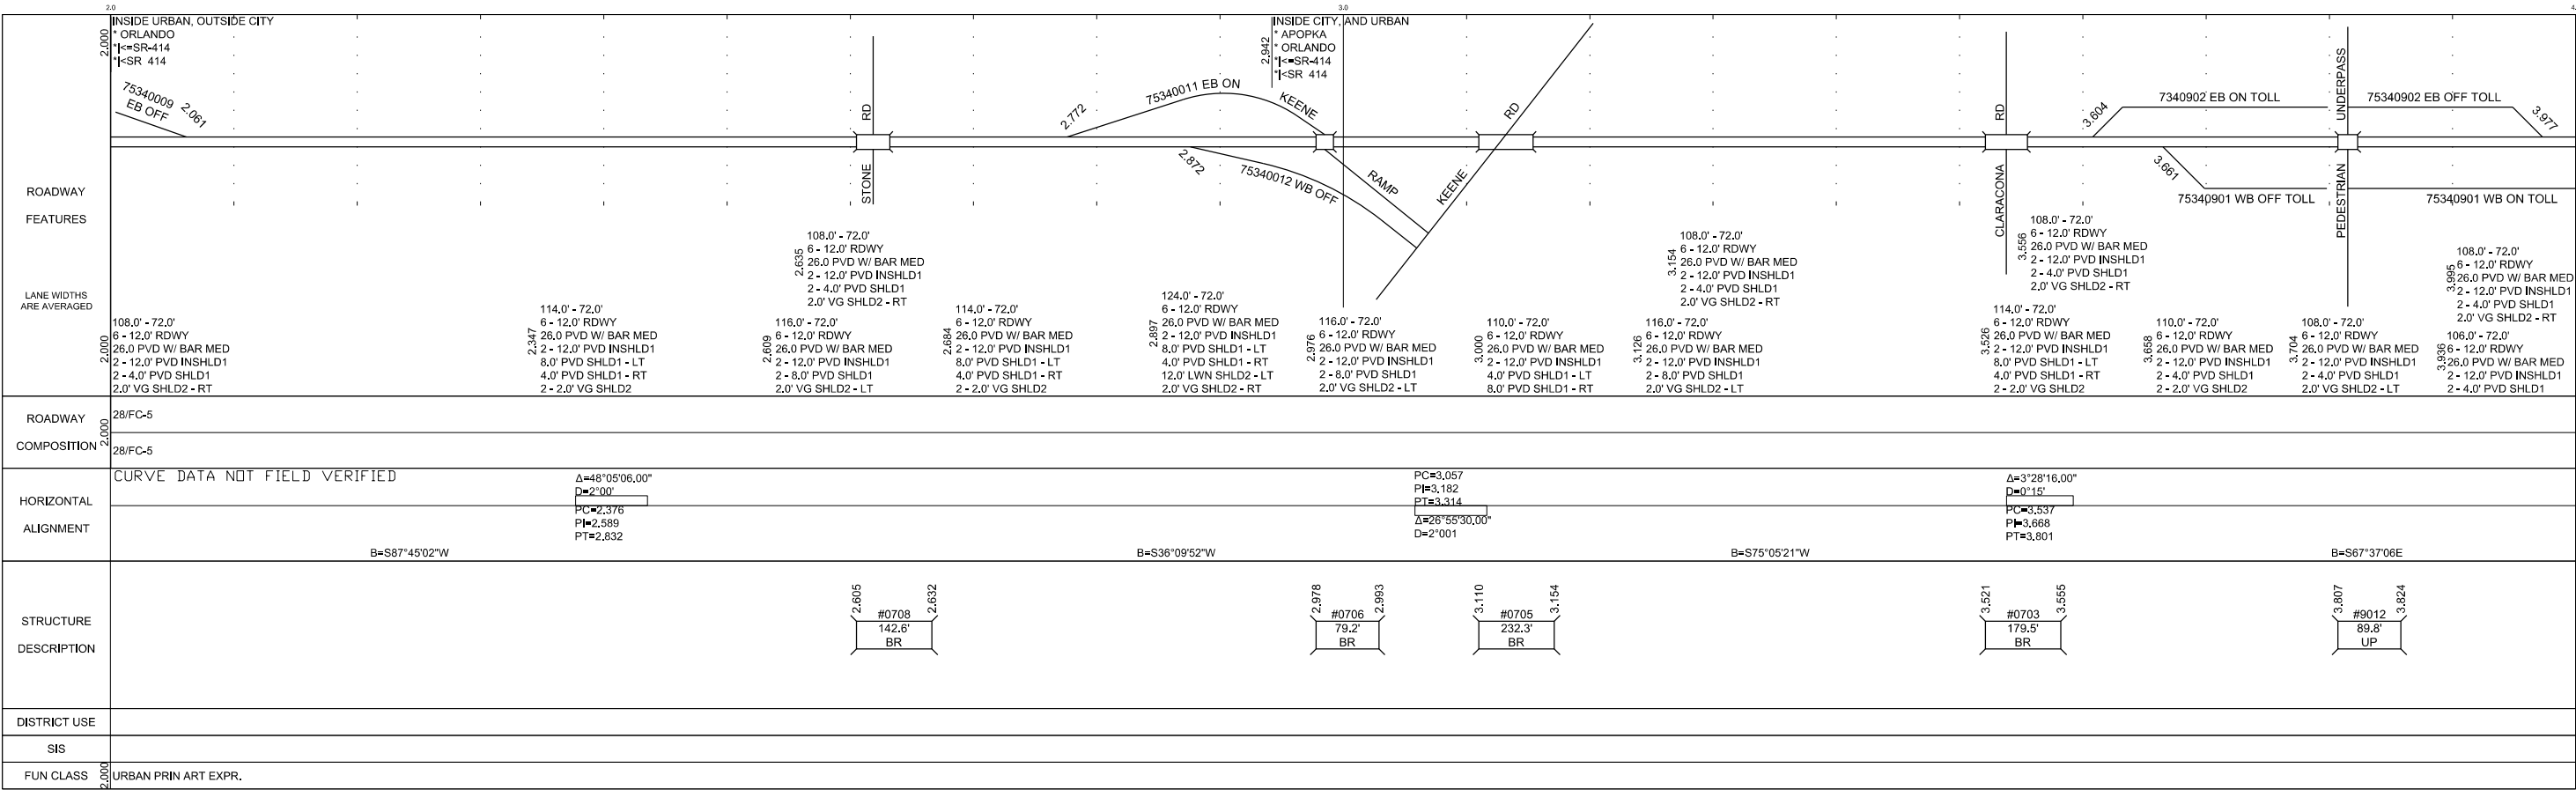 2.0
3.0
4.
INSIDE URBAN, OUTSIDE CITY
* ORLANDO
*|<=SR-414
*|<SR 414
2.000
INSIDE CITY, AND URBAN
* APOPKA
* ORLANDO
*|<=SR-414
*|<SR 414
2.942
75340009
EB OFF
2.061
STONE RD
2.772
75340011 EB ON
KEENE
RAMP
2.872
75340012 WB OFF
KEENE RD
CLARACONA RD
3.604
7340902 EB ON TOLL
PEDESTRIAN UNDERPASS
75340902 EB OFF TOLL
3.977
3.661
75340901 WB OFF TOLL
75340901 WB ON TOLL
ROADWAY
FEATURES
LANE WIDTHS
ARE AVERAGED
2.000
108.0' - 72.0'
6 - 12.0' RDWY
26.0 PVD W/ BAR MED
2 - 12.0' PVD INSHLD1
2 - 4.0' PVD SHLD1
2.0' VG SHLD2 - RT
2.347
114.0' - 72.0'
6 - 12.0' RDWY
26.0 PVD W/ BAR MED
2 - 12.0' PVD INSHLD1
8.0' PVD SHLD1 - LT
4.0' PVD SHLD1 - RT
2 - 2.0' VG SHLD2
2.609
116.0' - 72.0'
6 - 12.0' RDWY
26.0 PVD W/ BAR MED
2 - 12.0' PVD INSHLD1
2 - 8.0' PVD SHLD1
2.0' VG SHLD2 - LT
2.635
108.0' - 72.0'
6 - 12.0' RDWY
26.0 PVD W/ BAR MED
2 - 12.0' PVD INSHLD1
2 - 4.0' PVD SHLD1
2.0' VG SHLD2 - RT
2.684
114.0' - 72.0'
6 - 12.0' RDWY
26.0 PVD W/ BAR MED
2 - 12.0' PVD INSHLD1
8.0' PVD SHLD1 - LT
4.0' PVD SHLD1 - RT
2 - 2.0' VG SHLD2
2.897
124.0' - 72.0'
6 - 12.0' RDWY
26.0 PVD W/ BAR MED
2 - 12.0' PVD INSHLD1
8.0' PVD SHLD1 - LT
4.0' PVD SHLD1 - RT
12.0' LWN SHLD2 - LT
2.0' VG SHLD2 - RT
2.976
116.0' - 72.0'
6 - 12.0' RDWY
26.0 PVD W/ BAR MED
2 - 12.0' PVD INSHLD1
2 - 8.0' PVD SHLD1
2.0' VG SHLD2 - LT
3.000
110.0' - 72.0'
6 - 12.0' RDWY
26.0 PVD W/ BAR MED
2 - 12.0' PVD INSHLD1
4.0' PVD SHLD1 - LT
8.0' PVD SHLD1 - RT
3.126
116.0' - 72.0'
6 - 12.0' RDWY
26.0 PVD W/ BAR MED
2 - 12.0' PVD INSHLD1
2 - 8.0' PVD SHLD1
2.0' VG SHLD2 - LT
3.154
108.0' - 72.0'
6 - 12.0' RDWY
26.0 PVD W/ BAR MED
2 - 12.0' PVD INSHLD1
2 - 4.0' PVD SHLD1
2.0' VG SHLD2 - RT
3.526
114.0' - 72.0'
6 - 12.0' RDWY
26.0 PVD W/ BAR MED
2 - 12.0' PVD INSHLD1
8.0' PVD SHLD1 - LT
4.0' PVD SHLD1 - RT
2 - 2.0' VG SHLD2
3.556
108.0' - 72.0'
6 - 12.0' RDWY
26.0 PVD W/ BAR MED
2 - 12.0' PVD INSHLD1
2 - 4.0' PVD SHLD1
2.0' VG SHLD2 - RT
3.658
110.0' - 72.0'
6 - 12.0' RDWY
26.0 PVD W/ BAR MED
2 - 12.0' PVD INSHLD1
2 - 4.0' PVD SHLD1
2 - 2.0' VG SHLD2
3.704
108.0' - 72.0'
6 - 12.0' RDWY
26.0 PVD W/ BAR MED
2 - 12.0' PVD INSHLD1
2 - 4.0' PVD SHLD1
2.0' VG SHLD2 - LT
3.936
106.0' - 72.0'
6 - 12.0' RDWY
26.0 PVD W/ BAR MED
2 - 12.0' PVD INSHLD1
2 - 4.0' PVD SHLD1
3.995
108.0' - 72.0'
6 - 12.0' RDWY
26.0 PVD W/ BAR MED
2 - 12.0' PVD INSHLD1
2 - 4.0' PVD SHLD1
2.0' VG SHLD2 - RT
ROADWAY
COMPOSITION
2.000
28/FC-5
28/FC-5
HORIZONTAL
ALIGNMENT
CURVE DATA NOT FIELD VERIFIED
Δ=48°05'06.00"
D=2°00'
PC=2.376
PI=2.589
PT=2.832
PC=3.057
PI=3.182
PT=3.314
Δ=26°55'30.00"
D=2°001
Δ=3°28'16.00"
D=0°15'
PC=3.537
PI=3.668
PT=3.801
B=S87°45'02"W
B=S36°09'52"W
B=S75°05'21"W
B=S67°37'06E
STRUCTURE
DESCRIPTION
2.605
2.632
#0708
142.6'
BR
2.978
2.993
#0706
79.2'
BR
3.110
3.154
#0705
232.3'
BR
3.521
3.555
#0703
179.5'
BR
3.807
3.824
#9012
89.8'
UP
DISTRICT USE
SIS
FUN CLASS
2.000
URBAN PRIN ART EXPR.